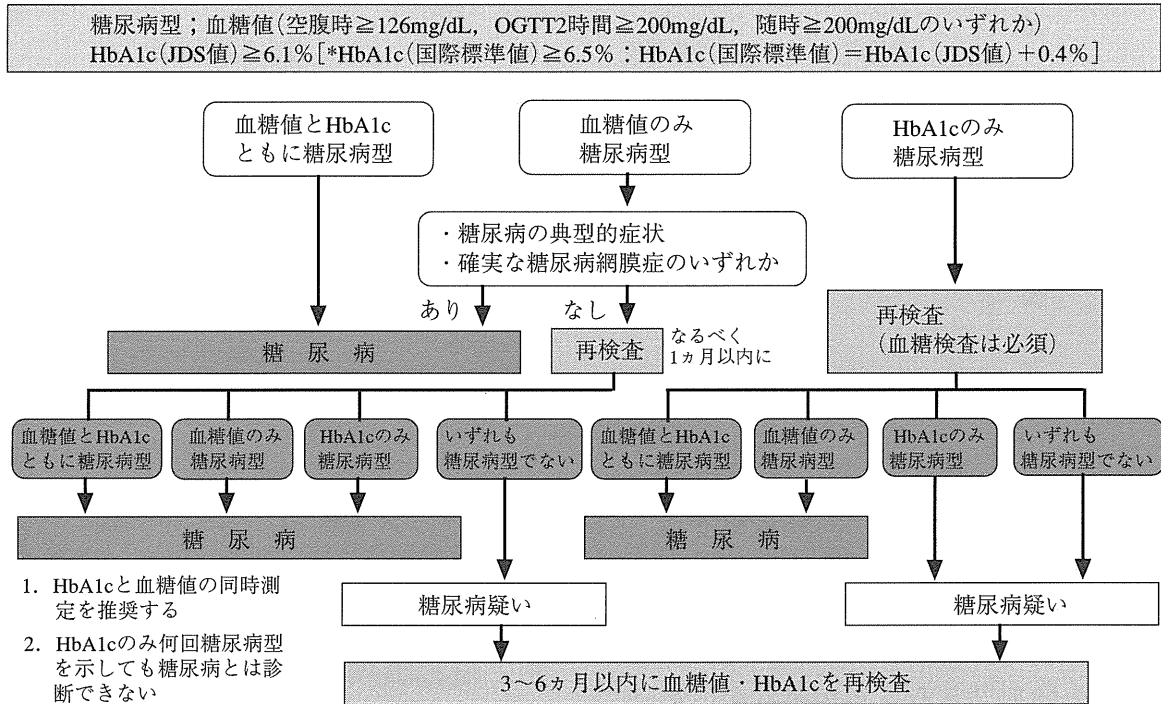 糖尿病型；血糖値(空腹時≧126mg/dL，OGTT2時間≧200mg/dL，随時≧200mg/dLのいずれか)
HbA1c(JDS値)≧6.1％[*HbA1c(国際標準値)≧6.5％：HbA1c(国際標準値)＝HbA1c(JDS値)＋0.4％]
血糖値とHbA1c
ともに糖尿病型
血糖値のみ
糖尿病型
HbA1cのみ
糖尿病型
・糖尿病の典型的症状
・確実な糖尿病網膜症のいずれか
あり
なし
糖 尿 病
再検査
なるべく
1ヵ月以内に
再検査
(血糖検査は必須)
血糖値とHbA1c
ともに糖尿病型
血糖値のみ
糖尿病型
HbA1cのみ
糖尿病型
いずれも
糖尿病型でない
血糖値とHbA1c
ともに糖尿病型
血糖値のみ
糖尿病型
HbA1cのみ
糖尿病型
いずれも
糖尿病型でない
糖 尿 病
糖 尿 病
1. HbA1cと血糖値の同時測
定を推奨する
2. HbA1cのみ何回糖尿病型
を示しても糖尿病とは診
断できない
糖尿病疑い
糖尿病疑い
3〜6ヵ月以内に血糖値・HbA1cを再検査